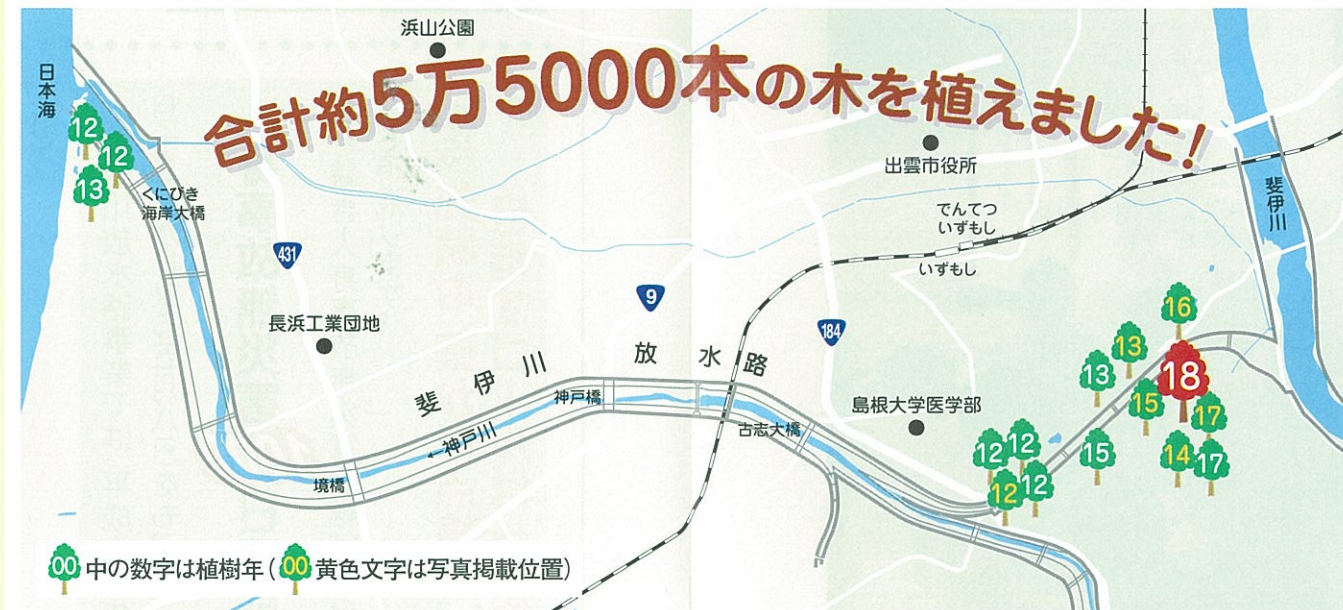 合計約5万5000本の木を植えました!
浜山公園
日本海
12
12
13
くにびき
海岸大橋
431
長浜工業団地
9
184
出雲市役所
でんてつ
いずもし
いずもし
斐伊川
斐伊川放水路
神戸橋
←神戸川
境橋
古志大橋
島根大学医学部
16
13
13
18
15
17
12
12
15
14
17
12
12
00 中の数字は植樹年(00 黄色文字は写真掲載位置)